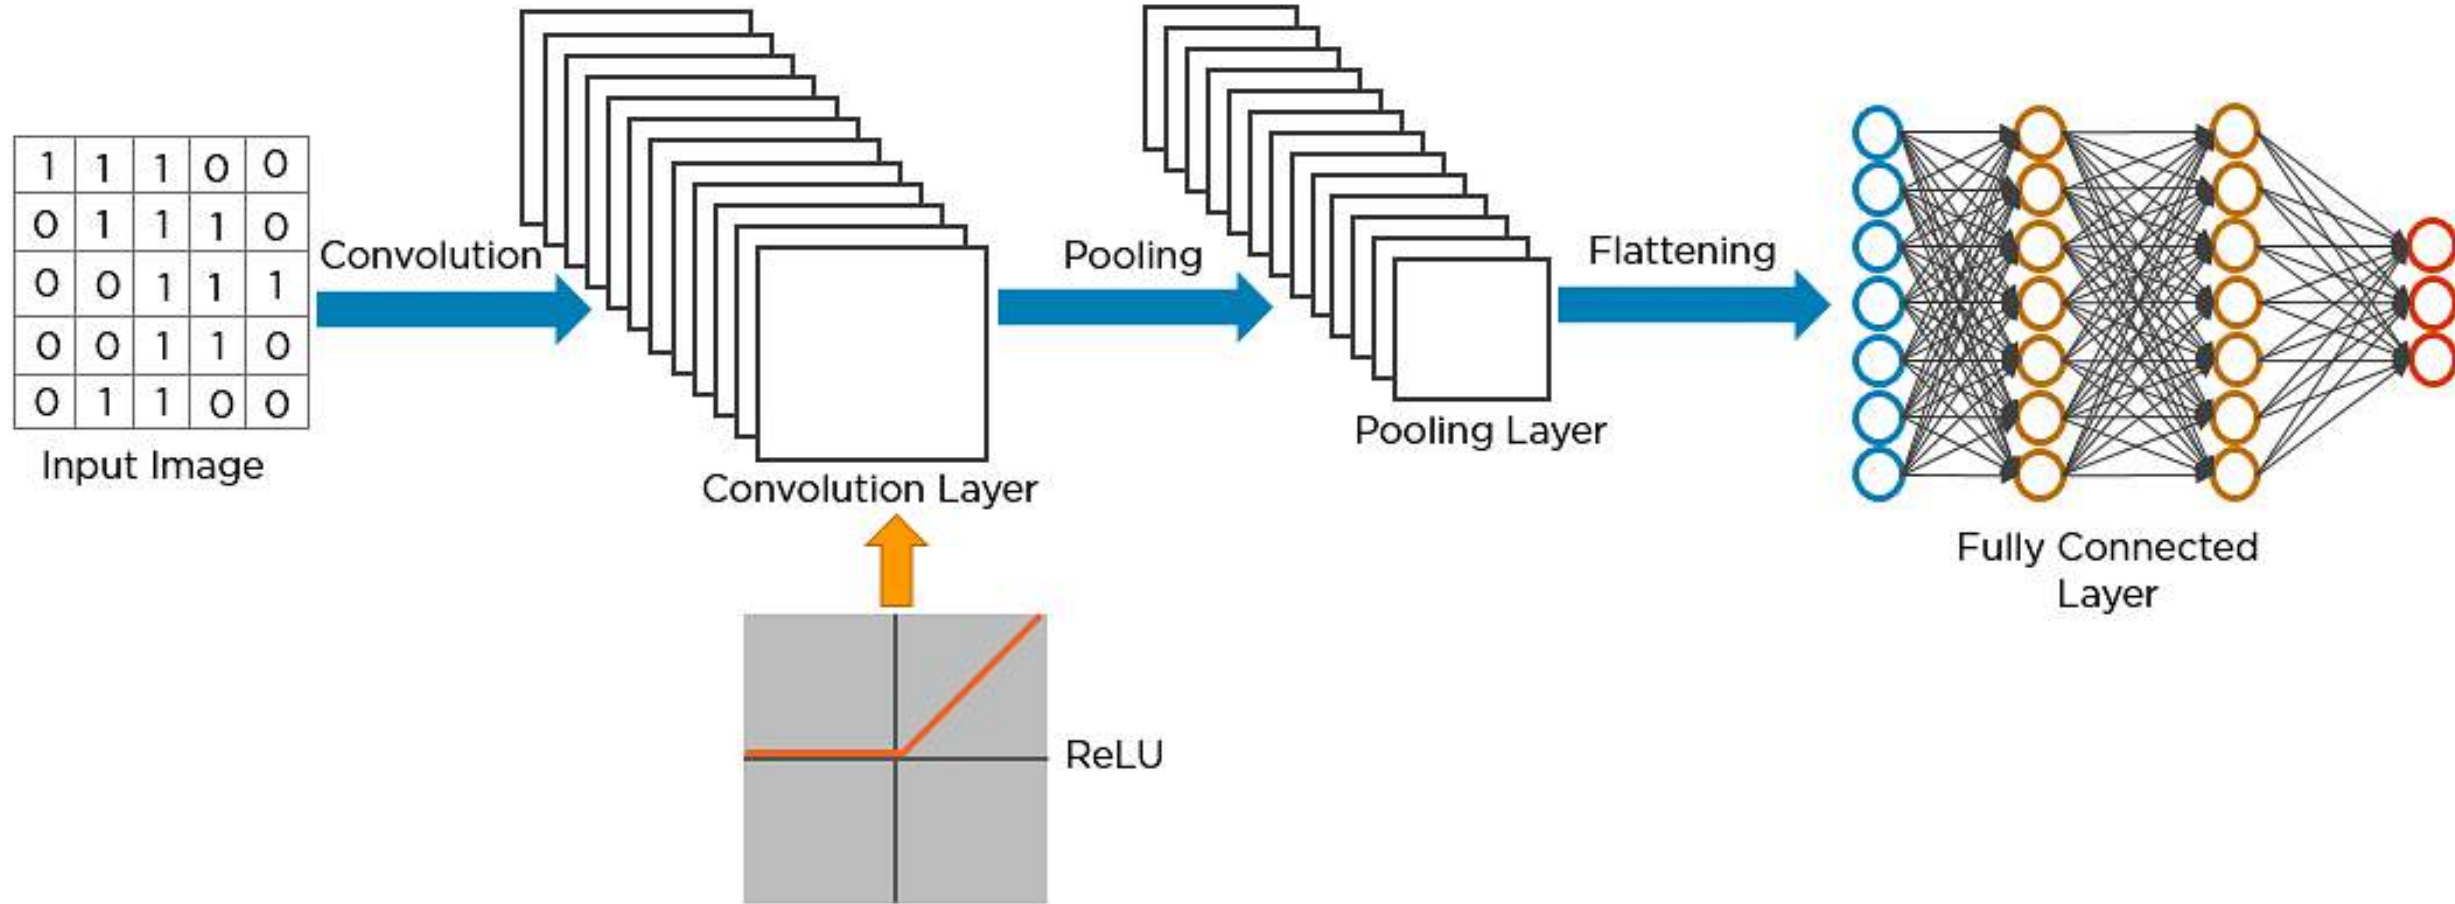 1 1 1 0 0
0 1 1 1 0
0 0 1 1 1
0 0 1 1 0
0 1 1 0 0
Input Image
Convolution
Convolution Layer
ReLU
Pooling
Pooling Layer
Flattening
Fully Connected
Layer